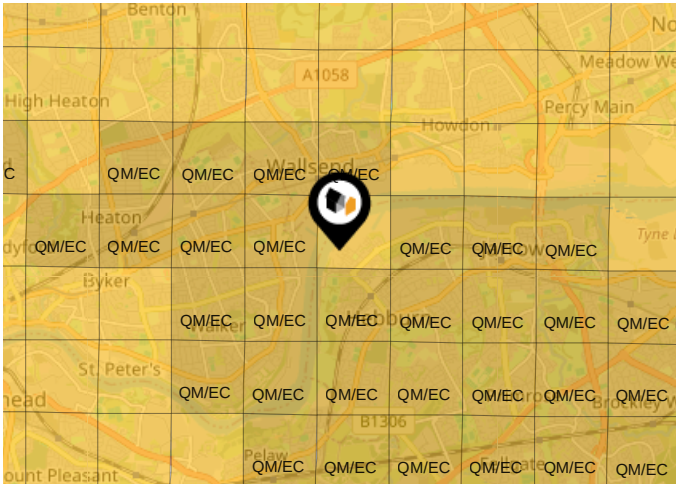 Benton
No
A1058
Meadow We
High Heaton
Percy Main
Howdon
Wallsend
C QM/EC QM/EC QM/EC QM/EC
Heaton
Tyne
QM/EC QM/EC QM/EC QM/EC QM/EC QM/EC QM/EC
Byker
QM/EC QM/EC QM/EC QM/EC QM/EC QM/EC QM/EC
Walker
Hebburn
St. Peter's
QM/EC QM/EC QM/EC QM/EC QM/EC QM/EC QM/EC
head
Brockley W
B1306
Pelaw
QM/EC QM/EC QM/EC QM/EC QM/EC QM/EC
ount Pleasant